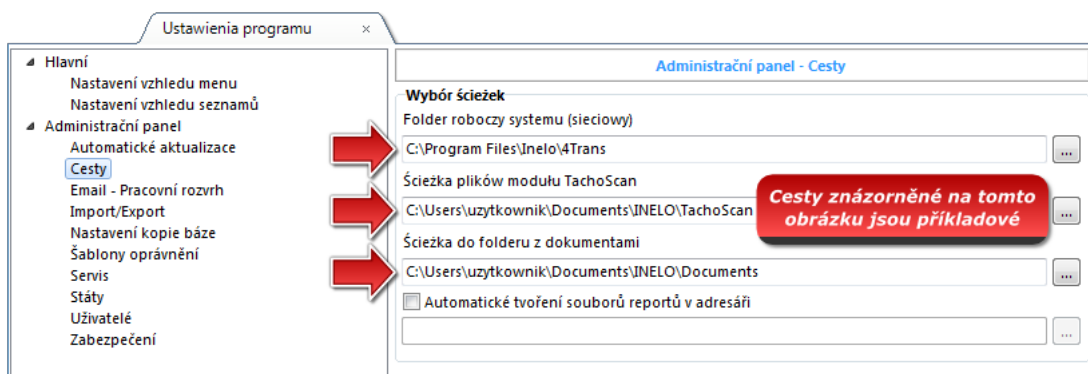 Ustawienia programu ×
Hlavní
Nastavení vzhledu menu
Nastavení vzhledu seznamů
Administrační panel
Automatické aktualizace
Cesty
Email - Pracovní rozvrh
Import/Export
Nastavení kopie báze
Šablony oprávnění
Servis
Státy
Uživatelé
Zabezpečení
Administrační panel - Cesty
Wybór ścieżek
Folder roboczy systemu (sieciowy)
C:\Program Files\Inelo\4Trans
...
Ścieżka plików modułu TachoScan
C:\Users\uzytkownik\Documents\INELO\TachoScan
...
Cesty znázorněné na tomto
obrázku jsou příkladové
Ścieżka do folderu z dokumentami
C:\Users\uzytkownik\Documents\INELO\Documents
...
Automatické tvoření souborů reportů v adresáři
...